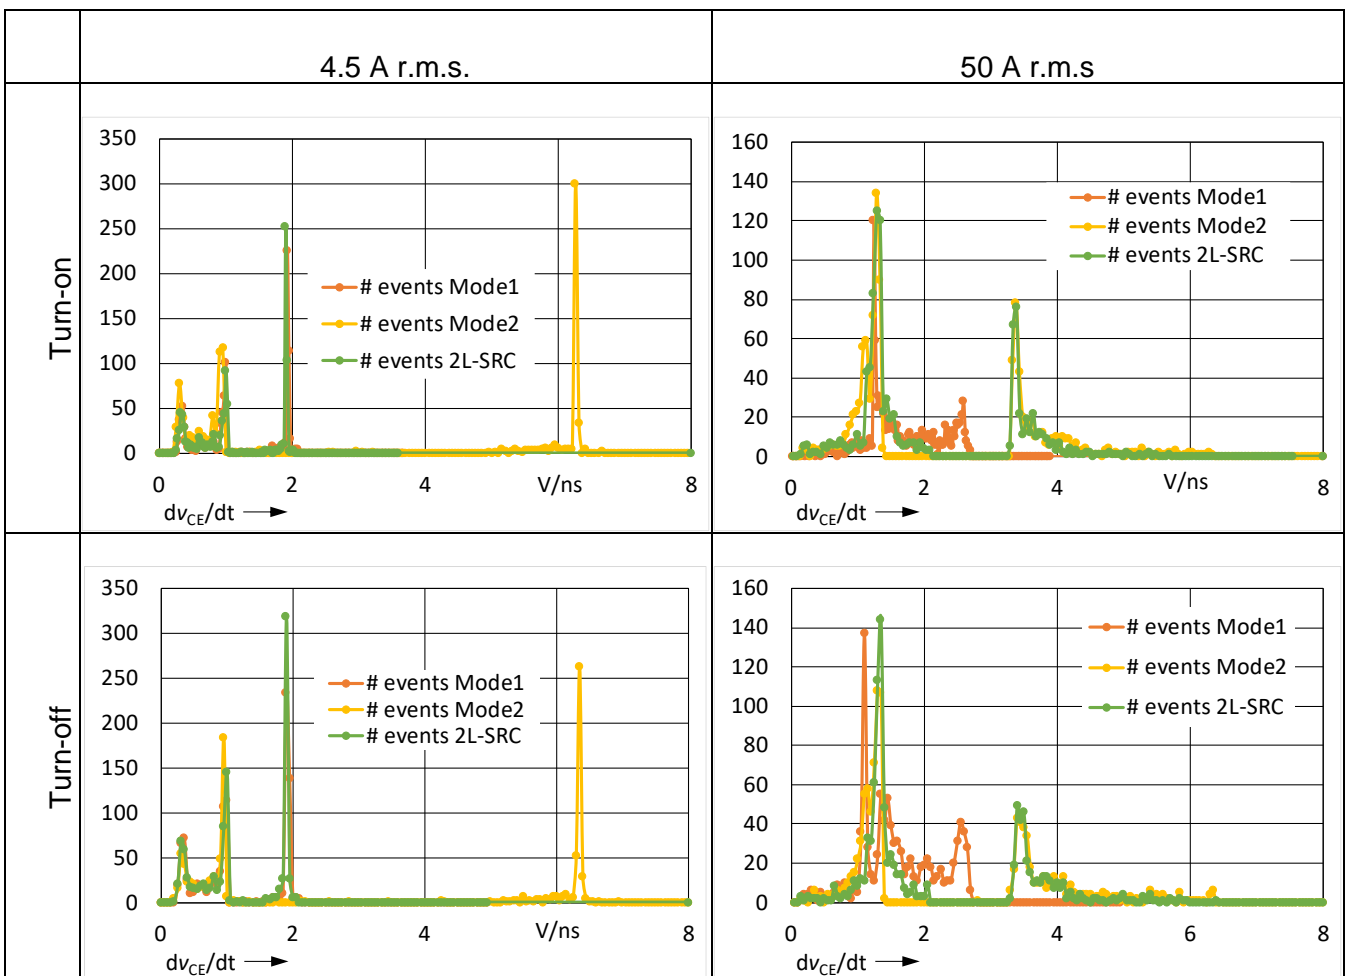 4.5 A r.m.s.
50 A r.m.s
Turn-on
350
300
250
200
150
100
50
0
# events Mode1
# events Mode2
# events 2L-SRC
0
2
4
V/ns
8
dvCE/dt
160
140
120
100
80
60
40
20
0
# events Mode1
# events Mode2
# events 2L-SRC
0
2
4
V/ns
8
dvCE/dt
Turn-off
350
300
250
200
150
100
50
0
# events Mode1
# events Mode2
# events 2L-SRC
0
2
4
V/ns
8
dvCE/dt
160
140
120
100
80
60
40
20
0
# events Mode1
# events Mode2
# events 2L-SRC
0
2
4
6
8
dvCE/dt